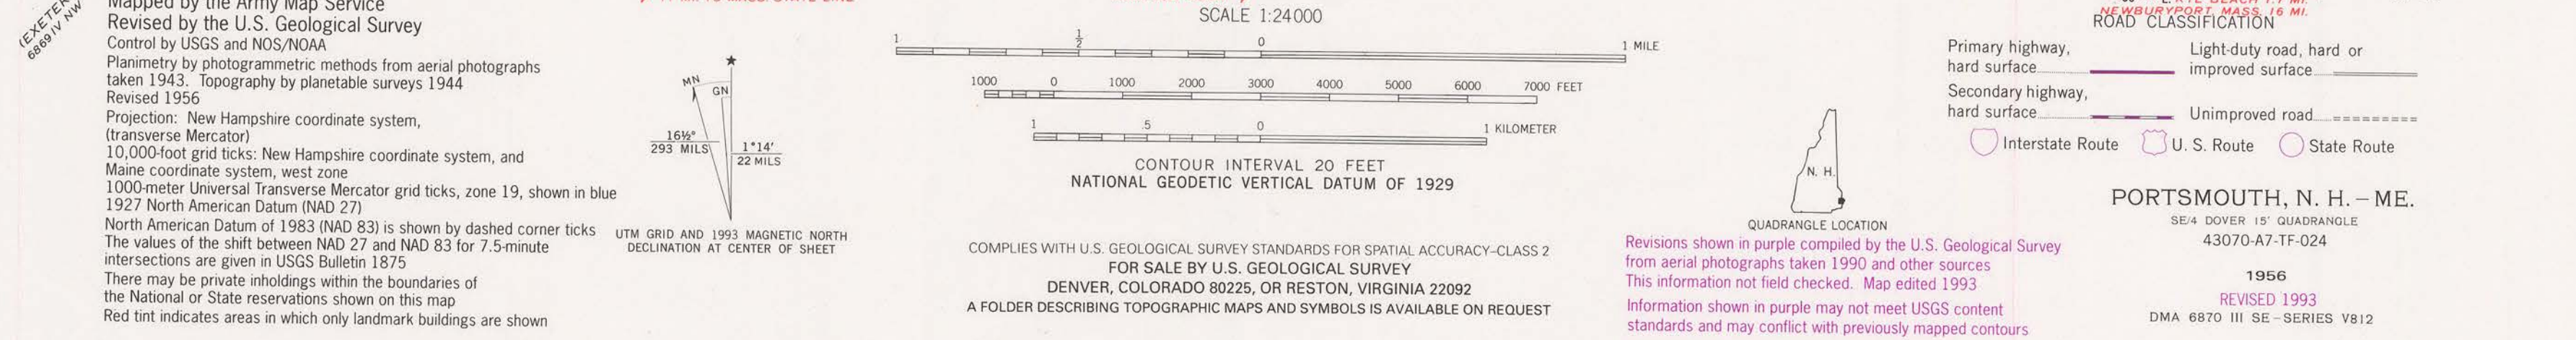 (EXETER
6869 IV NW
Mapped by the Army Map Service
Revised by the U.S. Geological Survey
Control by USGS and NOS/NOAA
Planimetry by photogrammetric methods from aerial photographs
taken 1943. Topography by planetable surveys 1944
Revised 1956
Projection: New Hampshire coordinate system,
(transverse Mercator)
10,000-foot grid ticks: New Hampshire coordinate system, and
Maine coordinate system, west zone
1000-meter Universal Transverse Mercator grid ticks, zone 19, shown in blue
1927 North American Datum (NAD 27)
North American Datum of 1983 (NAD 83) is shown by dashed corner ticks
The values of the shift between NAD 27 and NAD 83 for 7.5-minute
intersections are given in USGS Bulletin 1875
There may be private inholdings within the boundaries of
the National or State reservations shown on this map
Red tint indicates areas in which only landmark buildings are shown
★
MN
GN
16½°
293 MILS
1°14′
22 MILS
UTM GRID AND 1993 MAGNETIC NORTH
DECLINATION AT CENTER OF SHEET
SCALE 1:24 000
1 ½ 0 1 MILE
1000 0 1000 2000 3000 4000 5000 6000 7000 FEET
1 .5 0 1 KILOMETER
CONTOUR INTERVAL 20 FEET
NATIONAL GEODETIC VERTICAL DATUM OF 1929
COMPLIES WITH U.S. GEOLOGICAL SURVEY STANDARDS FOR SPATIAL ACCURACY–CLASS 2
FOR SALE BY U.S. GEOLOGICAL SURVEY
DENVER, COLORADO 80225, OR RESTON, VIRGINIA 22092
A FOLDER DESCRIBING TOPOGRAPHIC MAPS AND SYMBOLS IS AVAILABLE ON REQUEST
N. H.
QUADRANGLE LOCATION
Revisions shown in purple compiled by the U.S. Geological Survey
from aerial photographs taken 1990 and other sources
This information not field checked. Map edited 1993
Information shown in purple may not meet USGS content
standards and may conflict with previously mapped contours
NEWBURYPORT, MASS. 16 MI.
ROAD CLASSIFICATION
Primary highway,
hard surface
Light-duty road, hard or
improved surface
Secondary highway,
hard surface
Unimproved road
Interstate Route U. S. Route State Route
PORTSMOUTH, N. H. – ME.
SE/4 DOVER 15′ QUADRANGLE
43070-A7-TF-024
1956
REVISED 1993
DMA 6870 III SE – SERIES V812